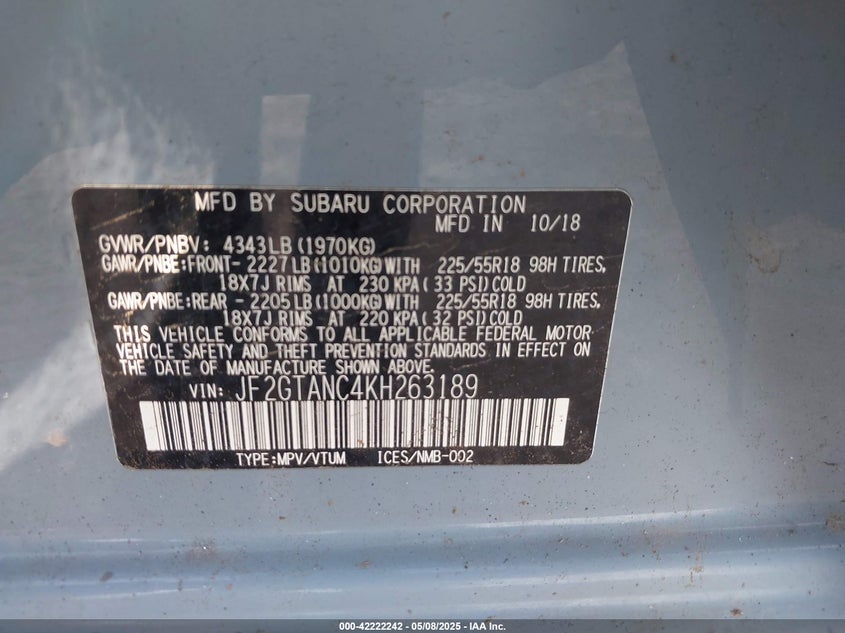 MFD BY SUBARU CORPORATION
MFD IN 10/18
GVWR/PNBV: 4343LB(1970KG)
GAWR/PNBE:FRONT- 2227LB(1010KG)WITH 225/55R18 98H TIRES,
18X7J RIMS AT 230 KPA( 33 PSI)COLD
GAWR/PNBE:REAR - 2205LB(1000KG)WITH 225/55R18 98H TIRES,
18X7J RIMS AT 220 KPA( 32 PSI)COLD
THIS VEHICLE CONFORMS TO ALL APPLICABLE FEDERAL MOTOR
VEHICLE SAFETY AND THEFT PREVENTION STANDARDS IN EFFECT ON
THE DATE OF MANUFACTURE SHOWN ABOVE.
VIN: JF2GTANC4KH263189
TYPE:MPV/VTUM ICES/NMB-002
000-42222242 - 05/08/2025 - IAA Inc.